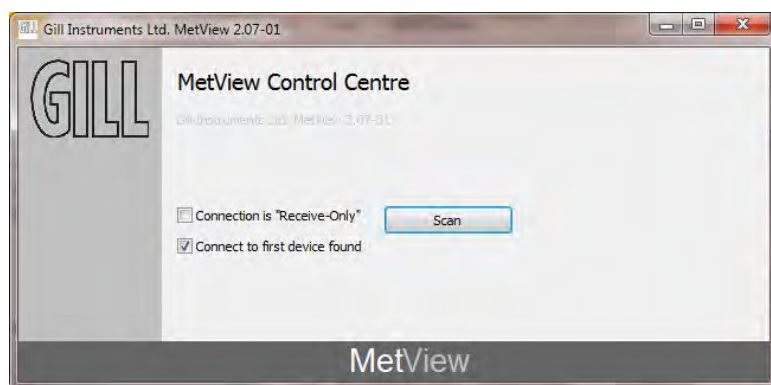 Gill Instruments Ltd. MetView 2.07-01
GILL
MetView Control Centre
Gill Instruments Ltd. MetView 2.07-01
Connection is "Receive-Only"
Scan
Connect to first device found
MetView